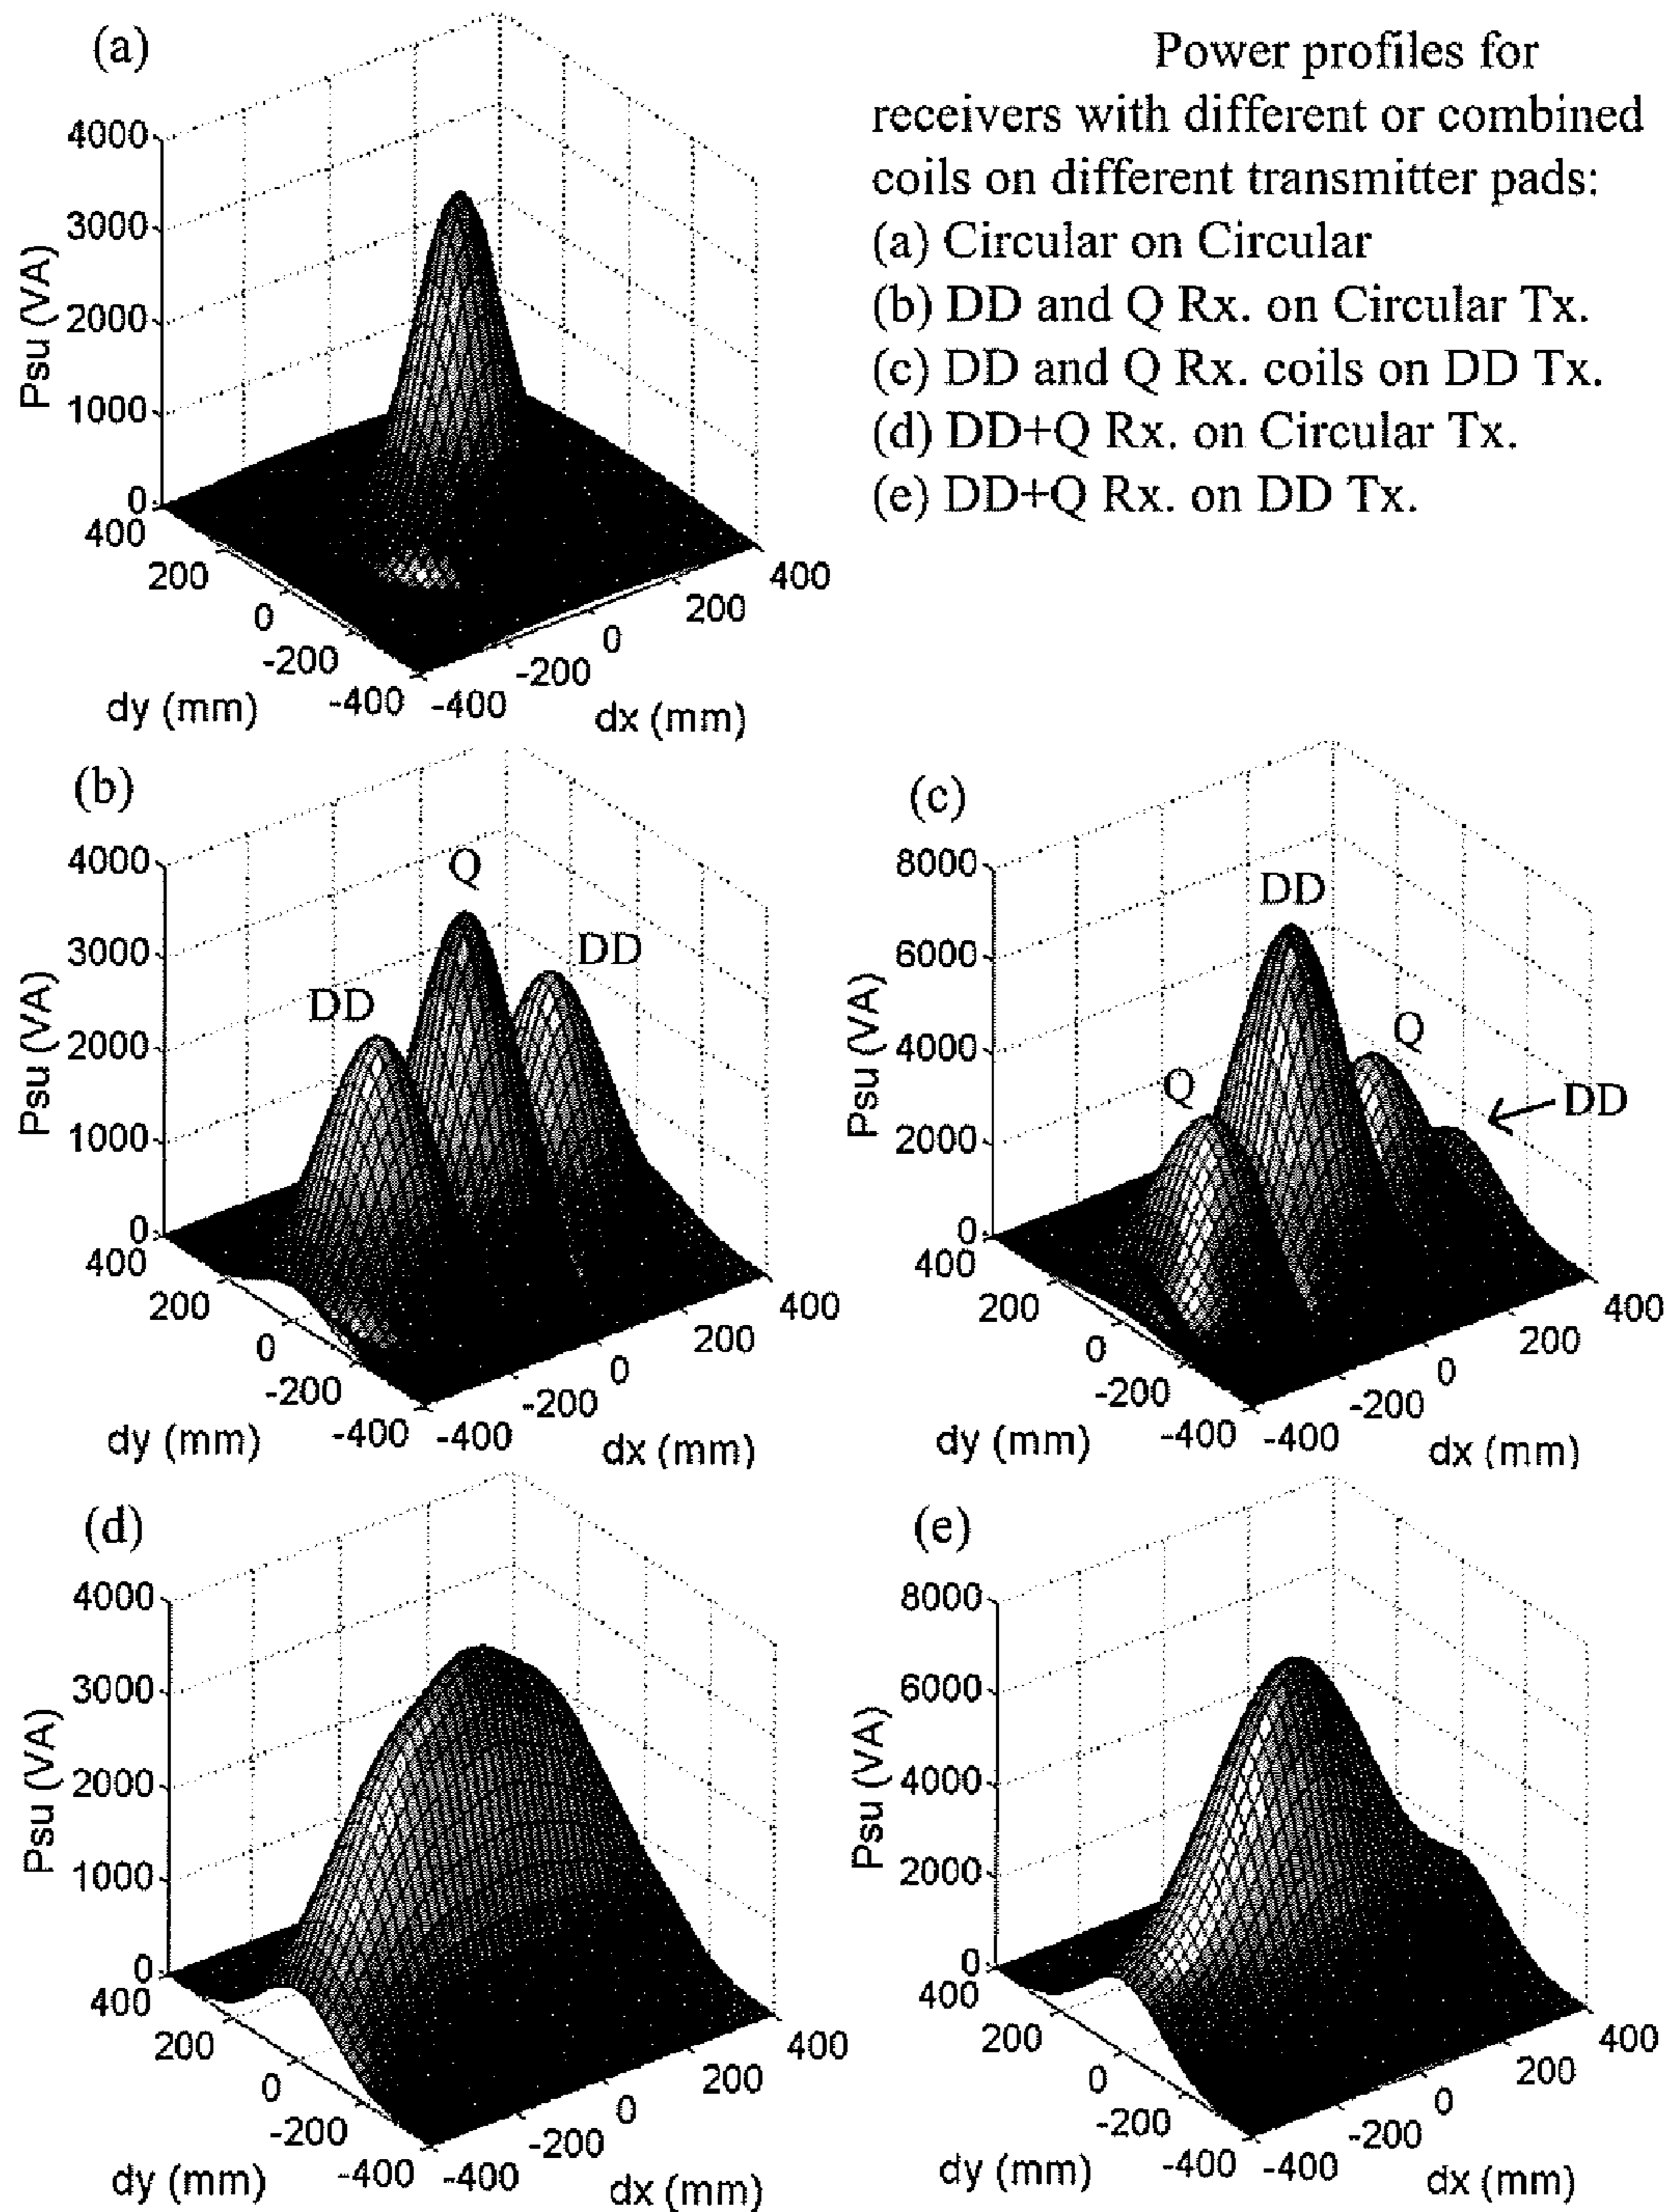 (a)
Power profiles for
receivers with different or combined
coils on different transmitter pads:
(a) Circular on Circular
(b) DD and Q Rx. on Circular Tx.
(c) DD and Q Rx. coils on DD Tx.
(d) DD+Q Rx. on Circular Tx.
(e) DD+Q Rx. on DD Tx.
4000
3000
2000
1000
0
Psu (VA)
400
200
0
-200
-400
dy (mm)
-400
-200
0
200
400
dx (mm)
(b)
4000
3000
2000
1000
0
Psu (VA)
DD
Q
DD
400
200
0
-200
-400
dy (mm)
-400
-200
0
200
400
dx (mm)
(c)
8000
6000
4000
2000
0
Psu (VA)
Q
DD
Q
DD
400
200
0
-200
-400
dy (mm)
-400
-200
0
200
400
dx (mm)
(d)
4000
3000
2000
1000
0
Psu (VA)
400
200
0
-200
-400
dy (mm)
-400
-200
0
200
400
dx (mm)
(e)
8000
6000
4000
2000
0
Psu (VA)
400
200
0
-200
-400
dy (mm)
-400
-200
0
200
400
dx (mm)